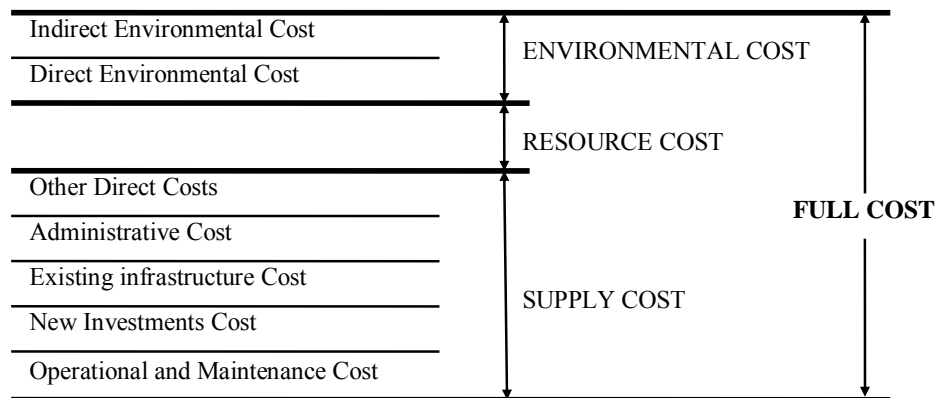 Indirect Environmental Cost
ENVIRONMENTAL COST
Direct Environmental Cost
RESOURCE COST
Other Direct Costs
FULL COST
Administrative Cost
Existing infrastructure Cost
SUPPLY COST
New Investments Cost
Operational and Maintenance Cost